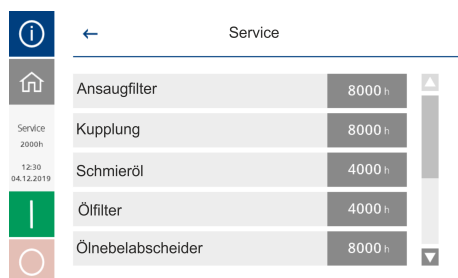 Service
Ansaugfilter 8000 h
Kupplung 8000 h
Schmieröl 4000 h
Ölfilter 4000 h
Ölnebelabscheider 8000 h
Service
2000h
12:30
04.12.2019